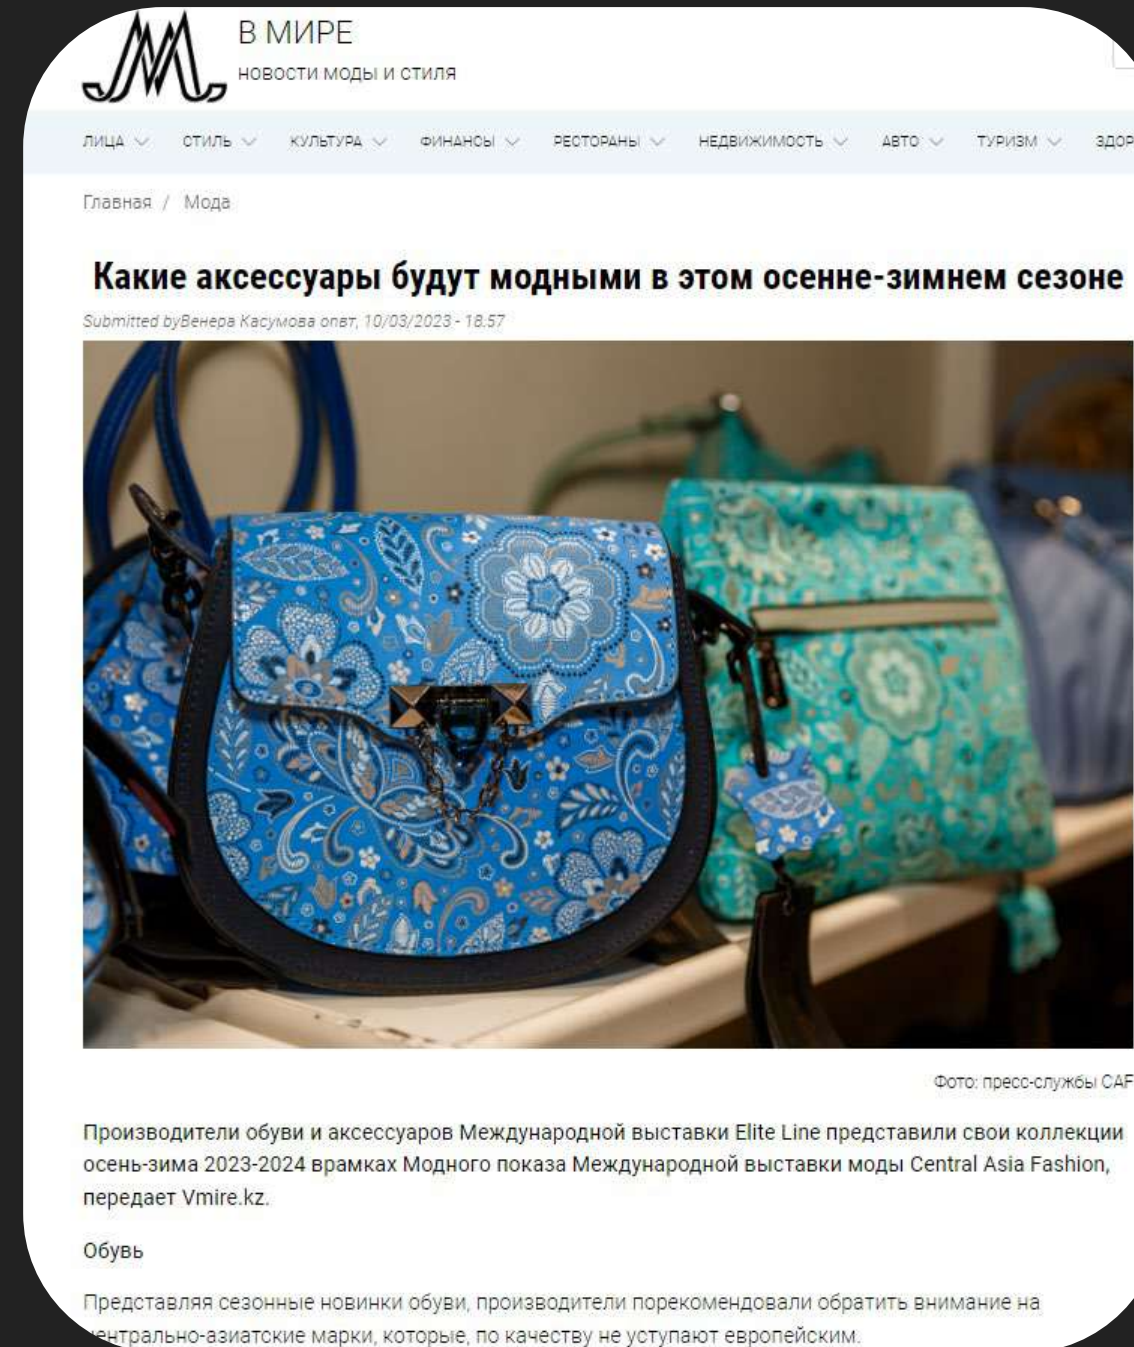 В МИРЕ
НОВОСТИ МОДЫ И СТИЛЯ
ЛИЦА СТИЛЬ КУЛЬТУРА ФИНАНСЫ РЕСТОРАНЫ НЕДВИЖИМОСТЬ АВТО ТУРИЗМ ЗДОР
Главная / Мода
Какие аксессуары будут модными в этом осенне-зимнем сезоне
Submitted byВенера Касумова onвт, 10/03/2023 - 18:57
Фото: пресс-службы CAF
Производители обуви и аксессуаров Международной выставки Elite Line представили свои коллекции
осень-зима 2023-2024 врамках Модного показа Международной выставки моды Central Asia Fashion,
передает Vmire.kz.
Обувь
Представляя сезонные новинки обуви, производители порекомендовали обратить внимание на
ентрально-азиатские марки, которые, по качеству не уступают европейским.